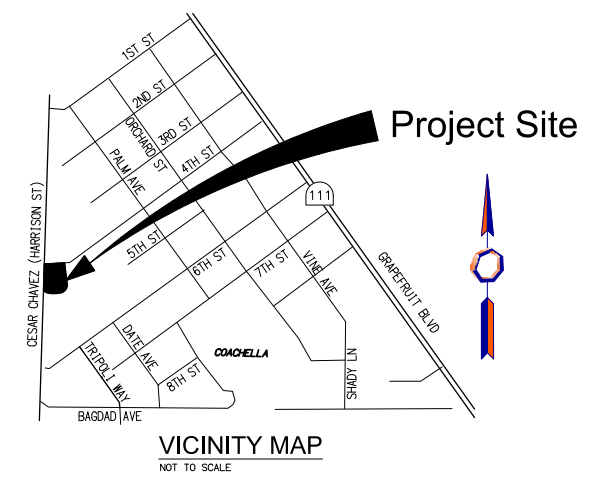 1ST ST
2ND ST
ORCHARD ST
3RD ST
Project Site
PALM AVE
4TH ST
111
CESAR CHAVEZ (HARRISON ST)
5TH ST
6TH ST
7TH ST
VINE AVE
GRAPEFRUIT BLVD
DATE AVE
TRIPOLI WAY
COACHELLA
8TH ST
SHADY LN
BAGDAD AVE
VICINITY MAP
NOT TO SCALE